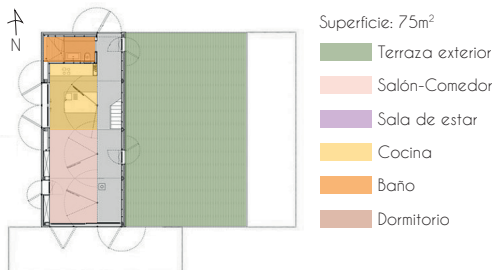 N
Superficie: 75m²
Terraza exterior
Salón-Comedor
Sala de estar
Cocina
Baño
Dormitorio